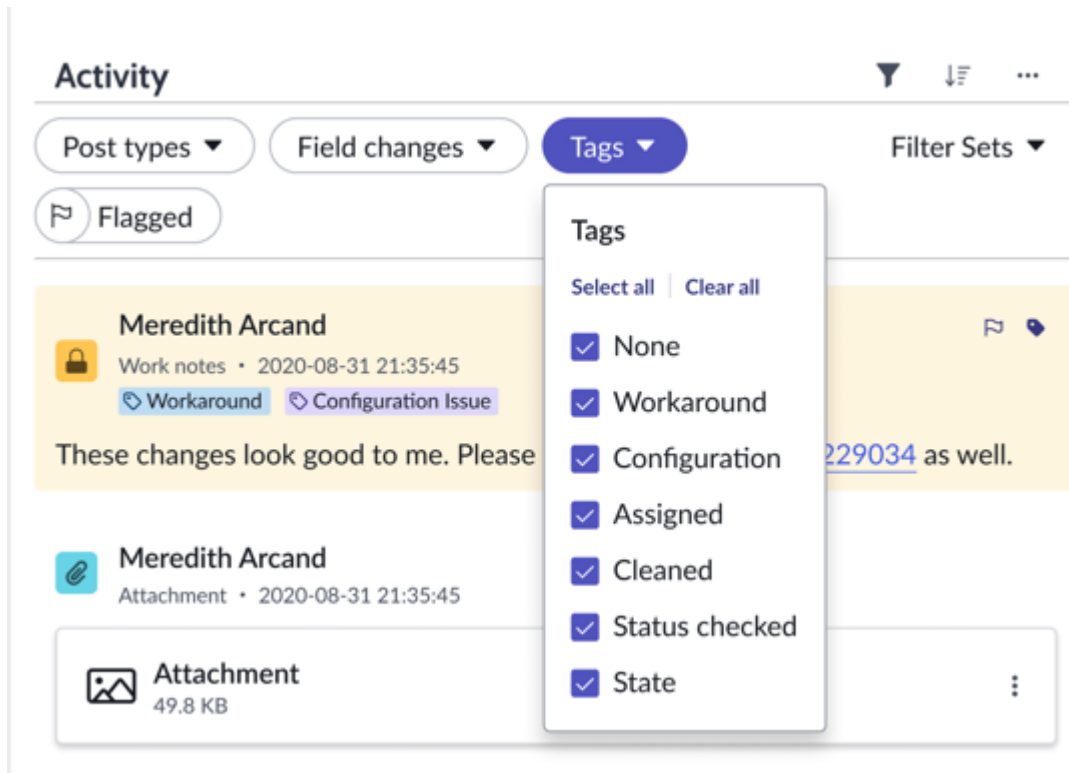 Activity
Post types
Field changes
Tags
Filter Sets
Flagged
Tags
Select all
Clear all
None
Workaround
Configuration
Assigned
Cleaned
Status checked
State
Meredith Arcand
Work notes • 2020-08-31 21:35:45
Workaround
Configuration Issue
These changes look good to me. Please 229034 as well.
Meredith Arcand
Attachment • 2020-08-31 21:35:45
Attachment
49.8 KB